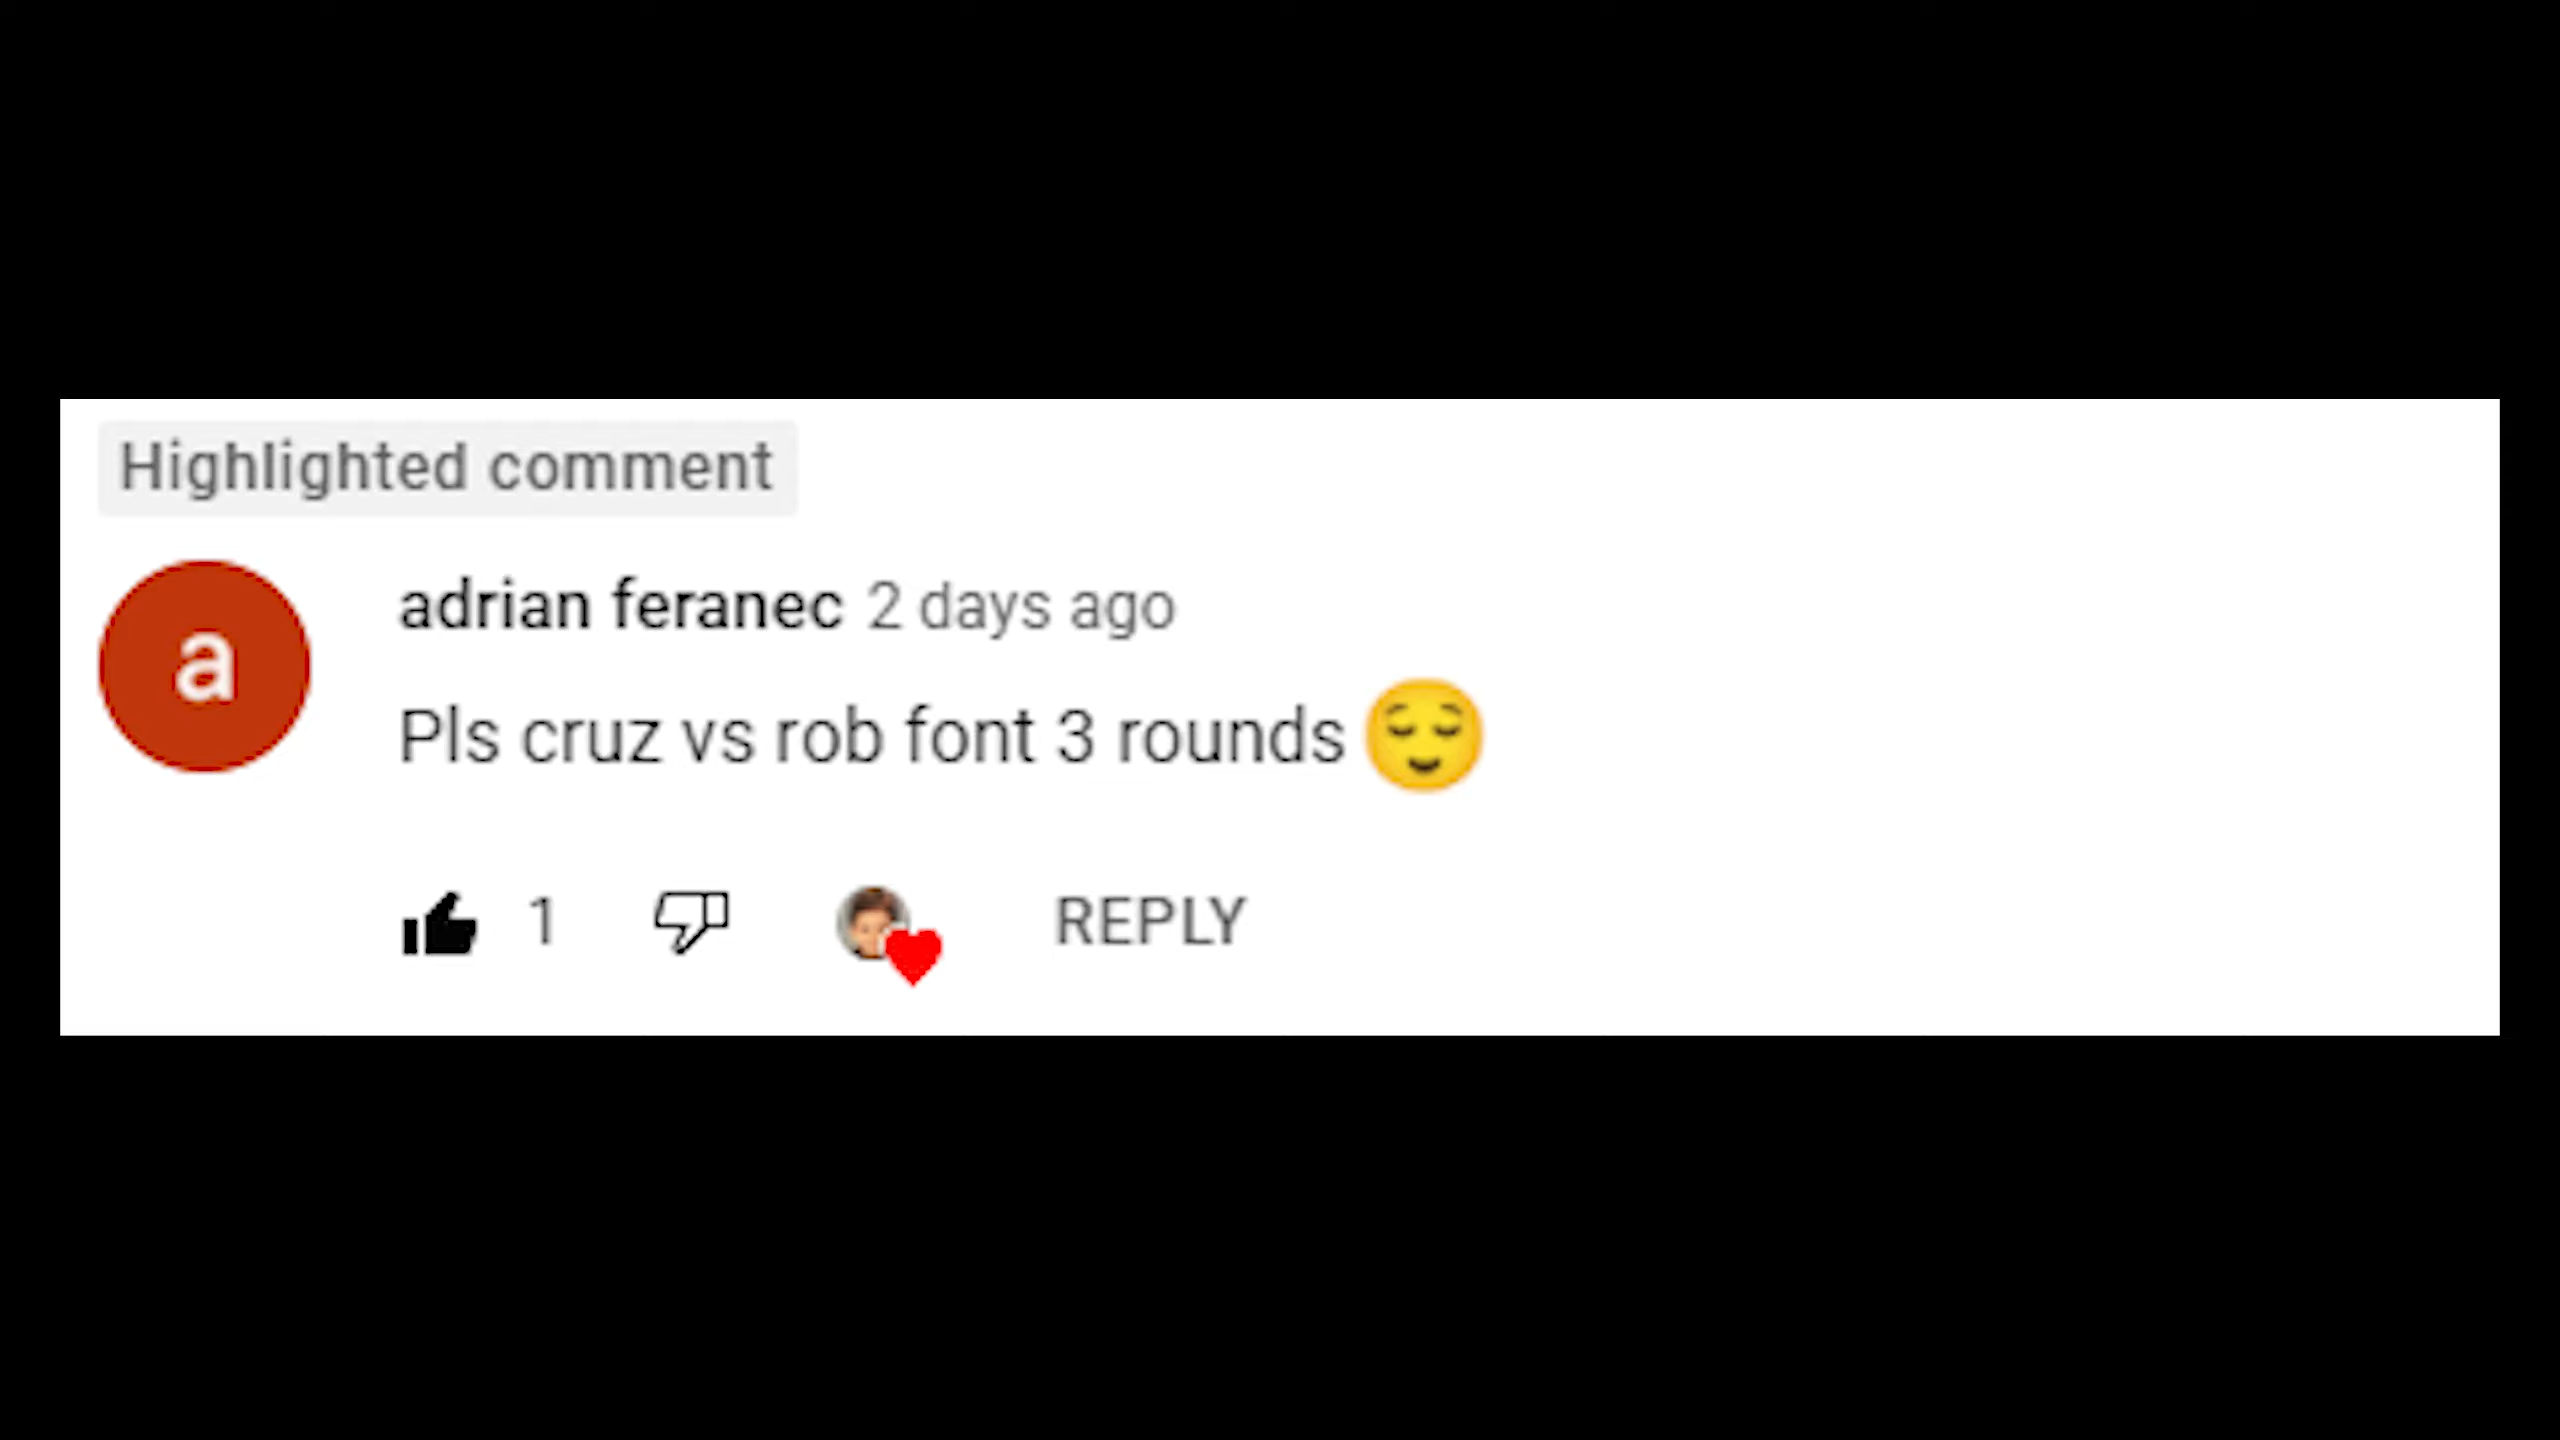 Highlighted comment
a
adrian feranec 2 days ago
Pls cruz vs rob font 3 rounds 😌
1 REPLY